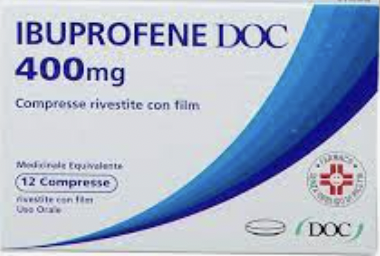 IBUPROFENE DOC
400mg
Compresse rivestite con film
Medicinale Equivalente
12 Compresse
rivestite con film
Uso Orale
DOC